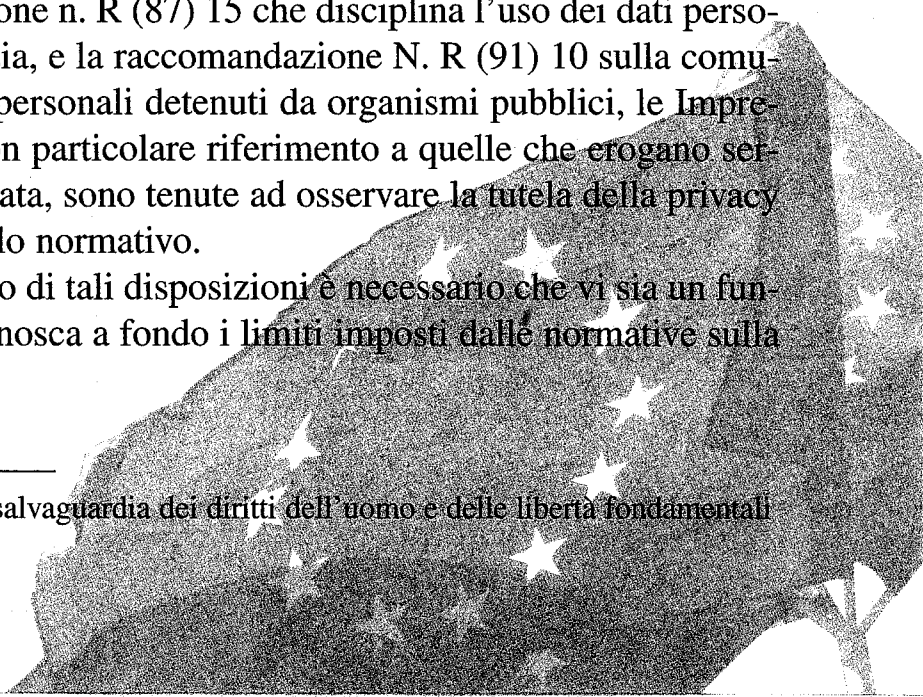 one n. R (87) 15 che disciplina l'uso dei dati perso-
ia, e la raccomandazione N. R (91) 10 sulla comu-
personali detenuti da organismi pubblici, le Impre-
n particolare riferimento a quelle che erogano ser-
ata, sono tenute ad osservare la tutela della privacy
lo normativo.
o di tali disposizioni è necessario che vi sia un fun-
nosca a fondo i limiti imposti dalle normative sulla
salvaguardia dei diritti dell'uomo e delle libertà fondamentali